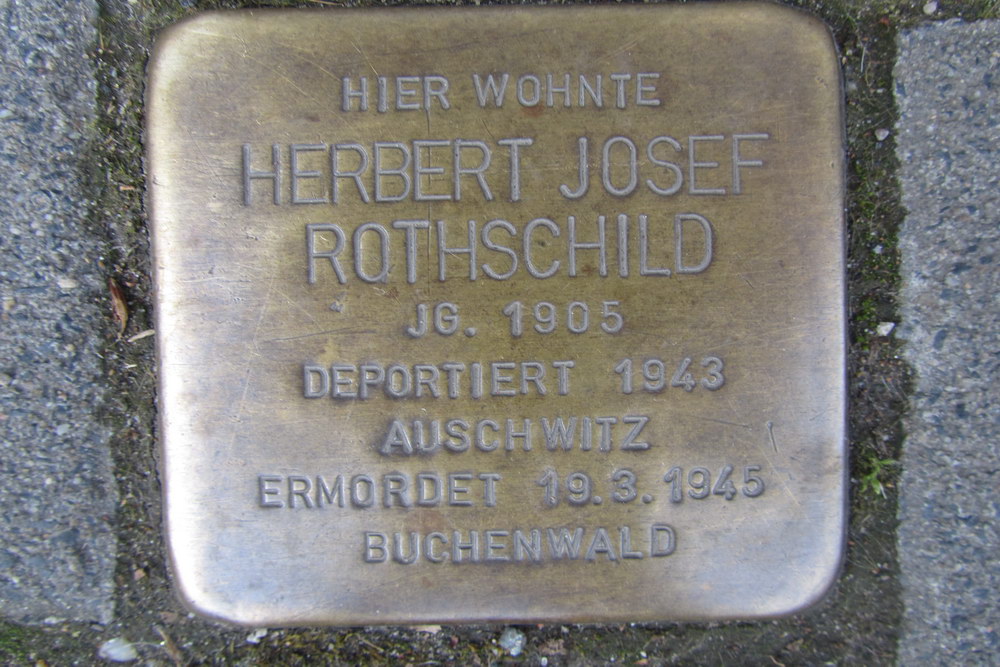 HIER WOHNTE
HERBERT JOSEF
ROTHSCHILD
JG. 1905
DEPORTIERT 1943
AUSCHWITZ
ERMORDET 19.3.1945
BUCHENWALD